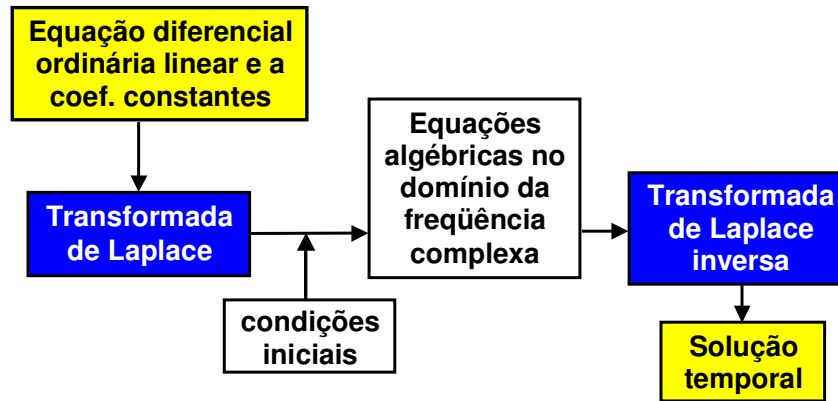 Equação diferencial
ordinária linear e a
coef. constantes
Transformada
de Laplace
condições
iniciais
Equações
algébricas no
domínio da
freqüência
complexa
Transformada
de Laplace
inversa
Solução
temporal